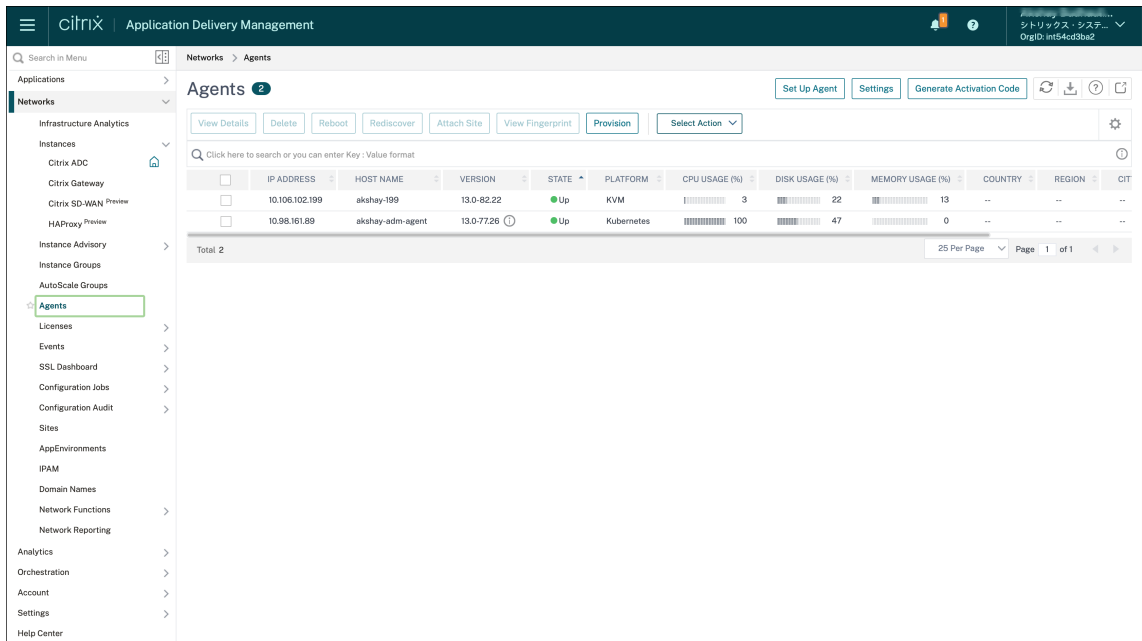 citrix | Application Delivery Management
1
?
シトリックス・システ...
OrgID: int54cd3ba2
Search in Menu
Networks > Agents
Applications
Agents 2
Set Up Agent
Settings
Generate Activation Code
Networks
Infrastructure Analytics
View Details
Delete
Reboot
Rediscover
Attach Site
View Fingerprint
Provision
Select Action
Instances
Click here to search or you can enter Key : Value format
Citrix ADC
IP ADDRESS HOST NAME VERSION STATE PLATFORM CPU USAGE (%) DISK USAGE (%) MEMORY USAGE (%) COUNTRY REGION CIT
Citrix Gateway
10.106.102.199 akshay-199 13.0-82.22 Up KVM 3 22 13 -- -- --
Citrix SD-WAN Preview
10.98.161.89 akshay-adm-agent 13.0-77.26 Up Kubernetes 100 47 0 -- -- --
HAProxy Preview
Instance Advisory
Total 2
25 Per Page Page 1 of 1
Instance Groups
AutoScale Groups
Agents
Licenses
Events
SSL Dashboard
Configuration Jobs
Configuration Audit
Sites
AppEnvironments
IPAM
Domain Names
Network Functions
Network Reporting
Analytics
Orchestration
Account
Settings
Help Center